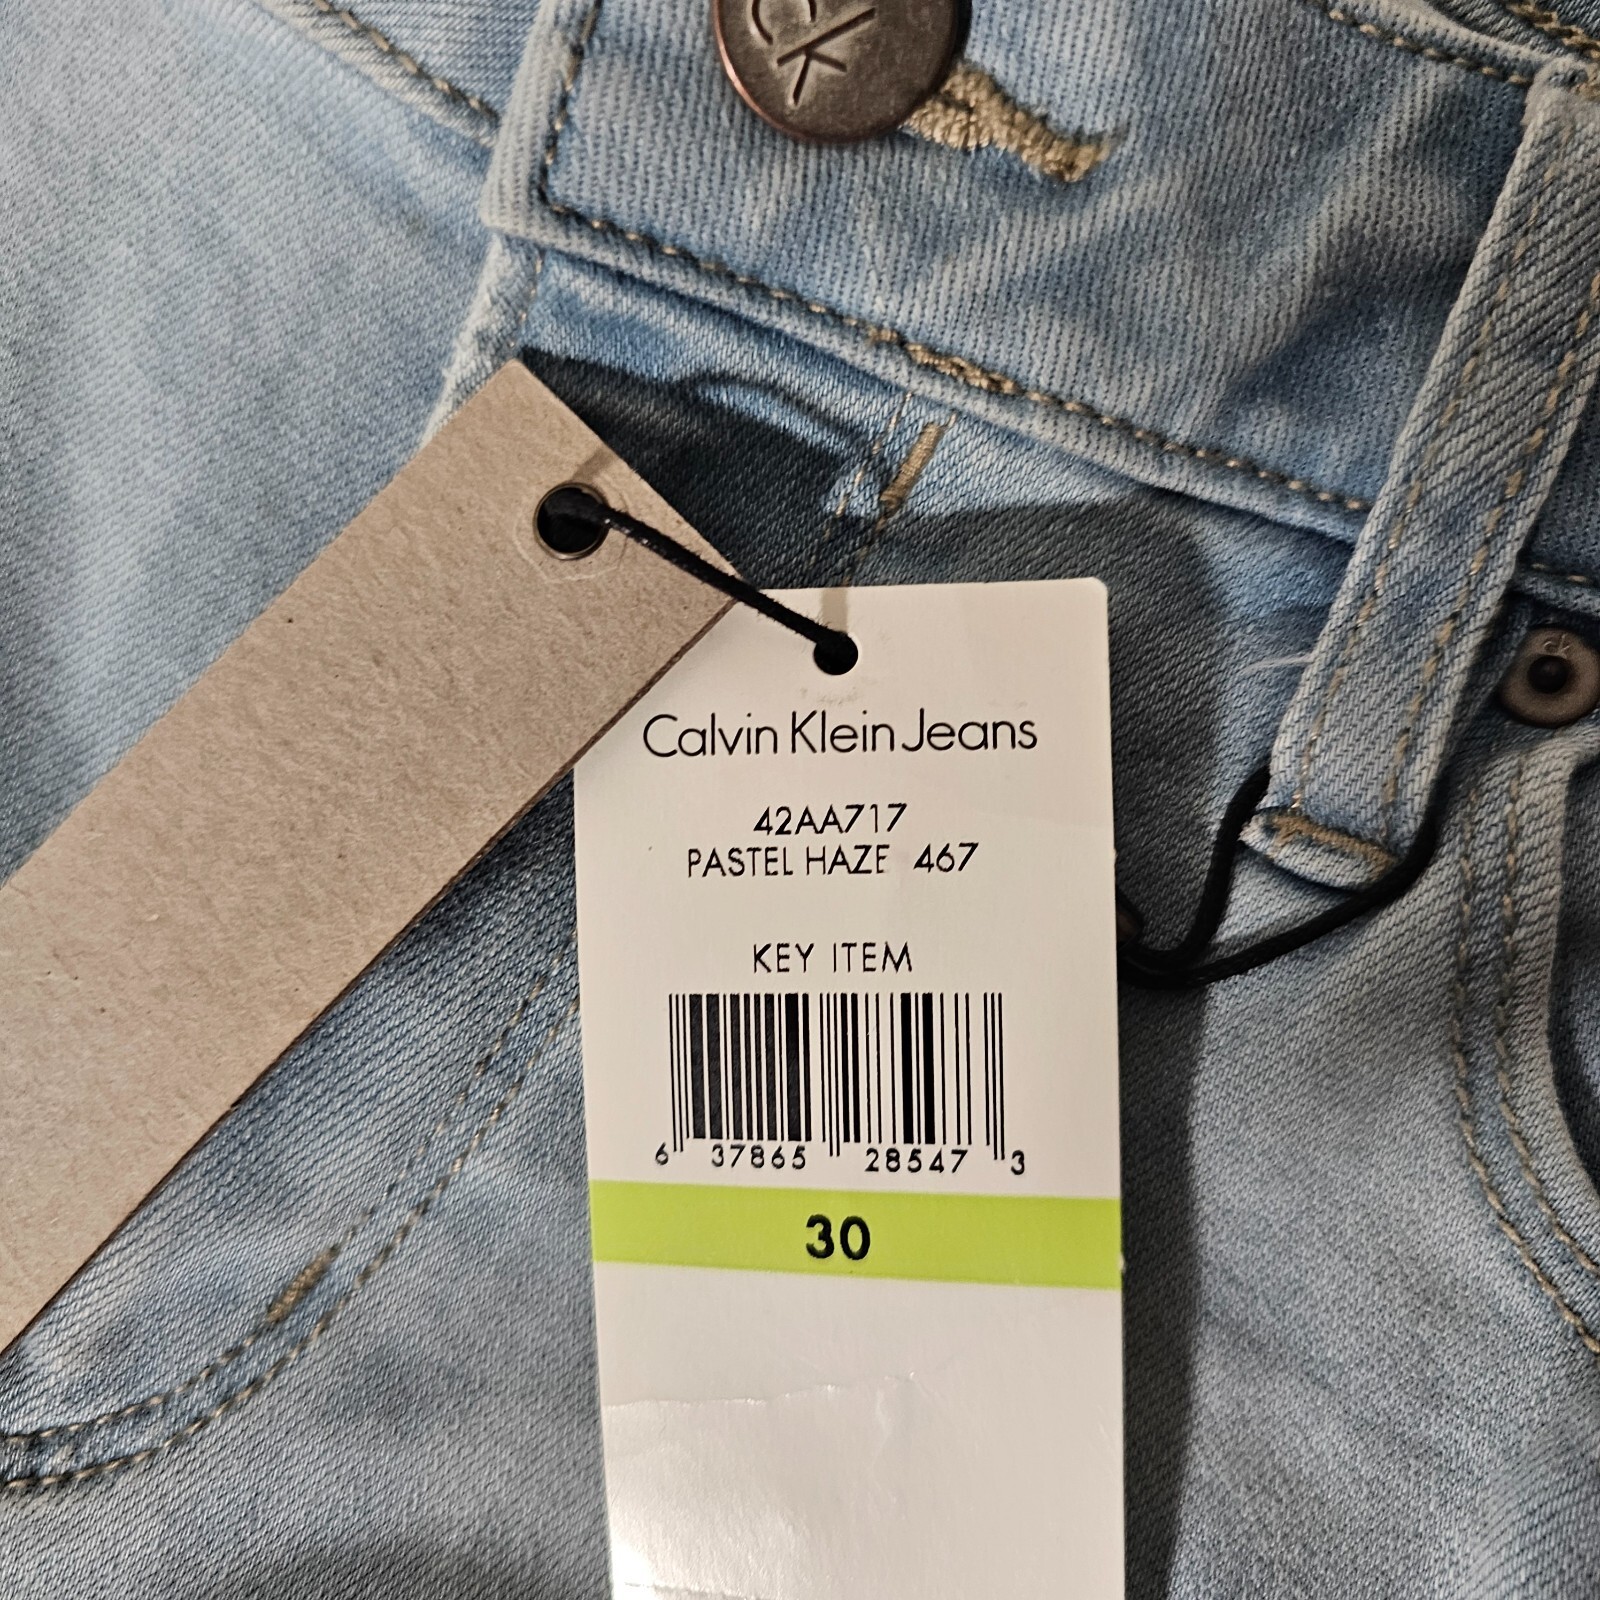 CK
ck
Calvin Klein Jeans
42AA717
PASTEL HAZE 467
KEY ITEM
6 37865 28547 3
30